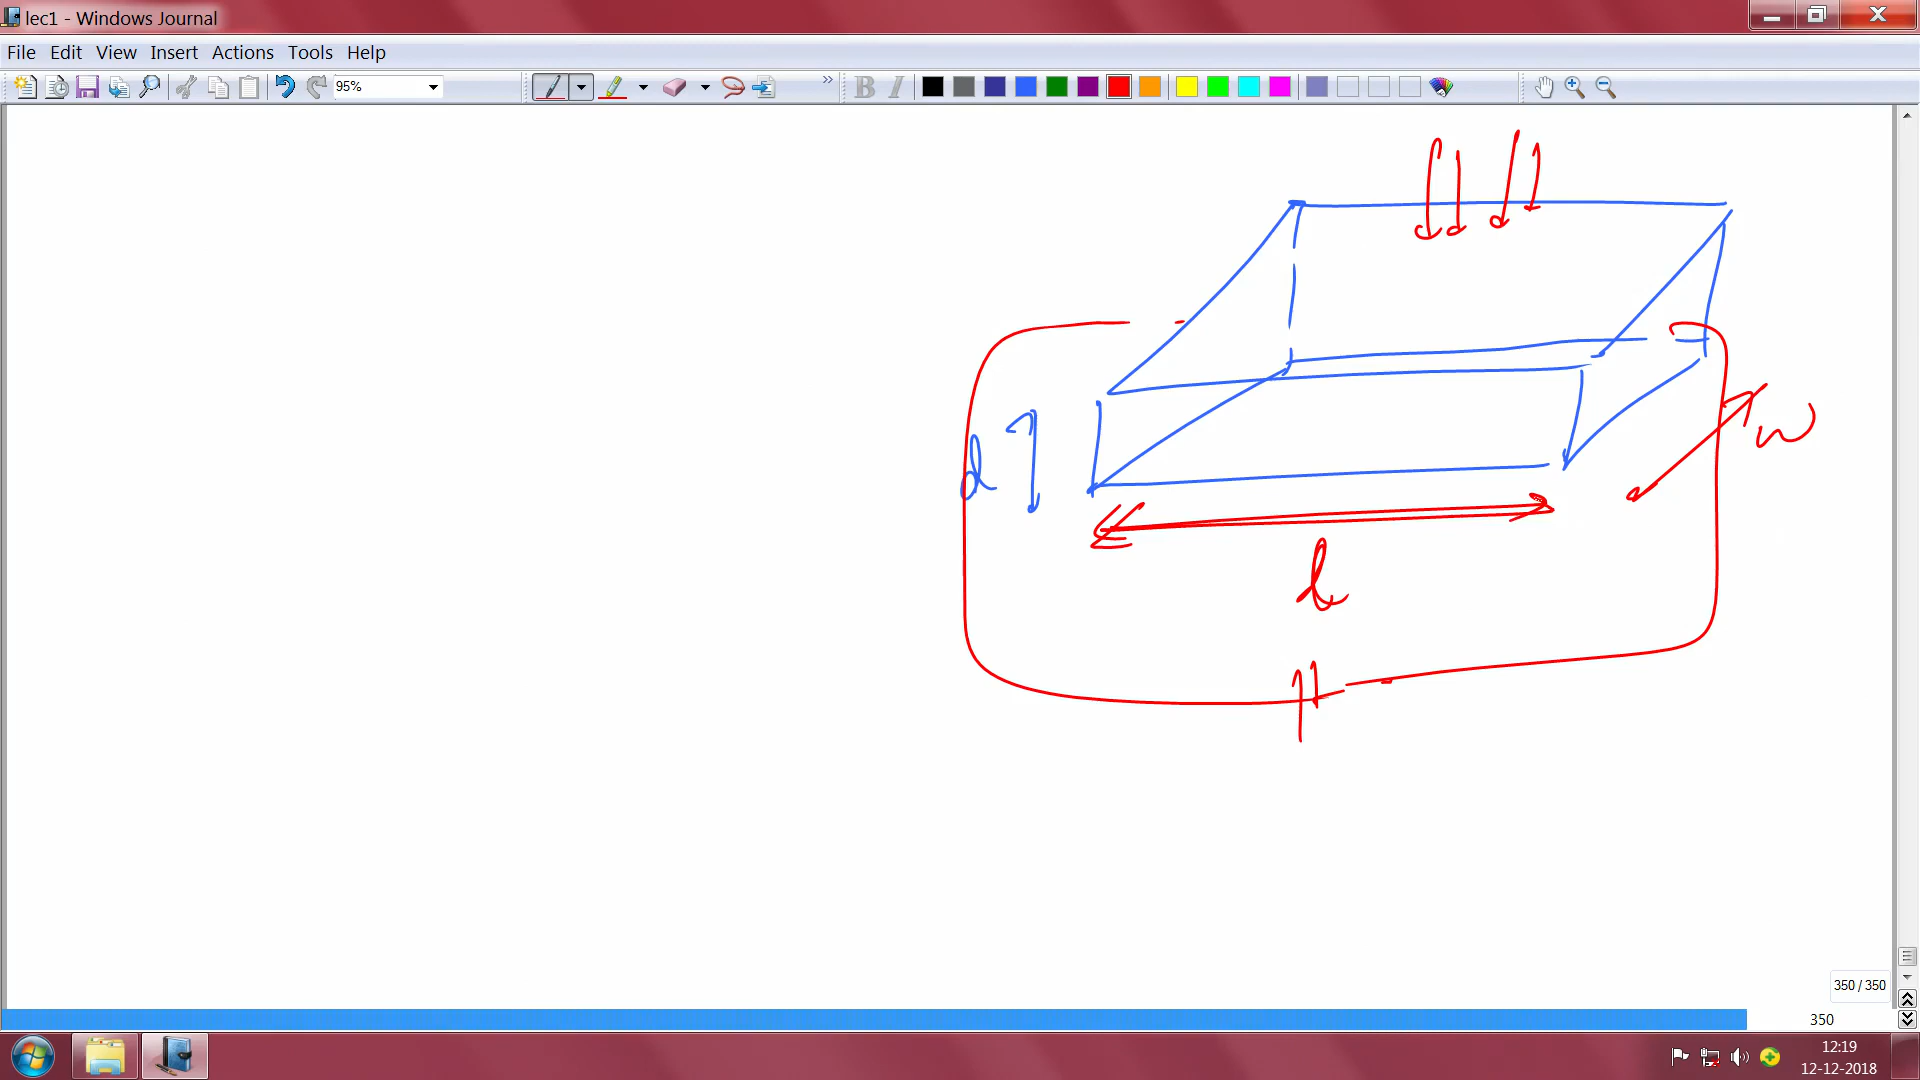 lec1 - Windows Journal
File Edit View Insert Actions Tools Help
95%
B I
w
d
l
350 / 350
350
12:19
12-12-2018